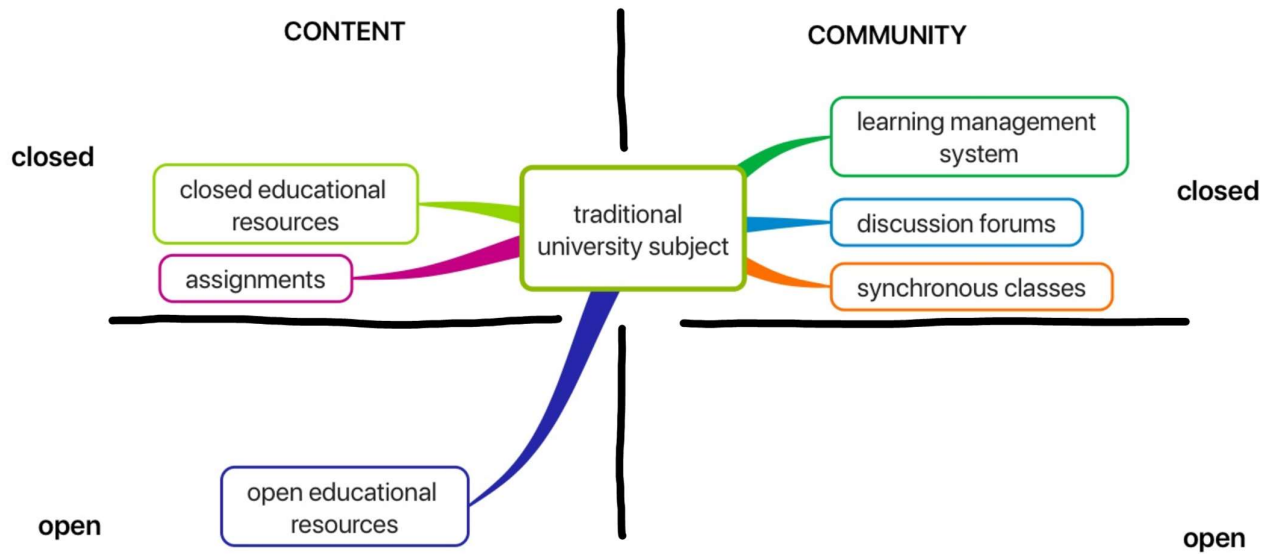 CONTENT
COMMUNITY
closed
closed educational
resources
assignments
traditional
university subject
learning management
system
discussion forums
synchronous classes
closed
open educational
resources
open
open